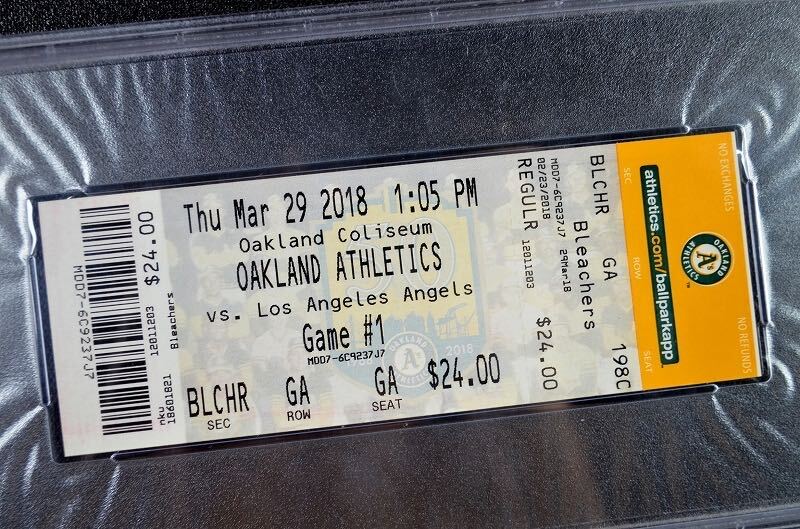 MDD7-6C9237J7
$24.00
12011203
Bleachers
nku
18601821
Thu Mar 29 2018 1:05 PM
Oakland Coliseum
OAKLAND ATHLETICS
vs. Los Angeles Angels
Game #1
MDD7-6C9237J7
BLCHR GA GA $24.00
SEC ROW SEAT
OAKLAND
A's
2018
REGULR 12011203 $24.00
02/23/2018
MDD7-6C9237J7 29Mar18
Bleachers
BLCHR GA 198C
SEC ROW SEAT
athletics.com/ballparkapp
OAKLAND
A's
ATHLETICS
TM
NO EXCHANGES NO REFUNDS